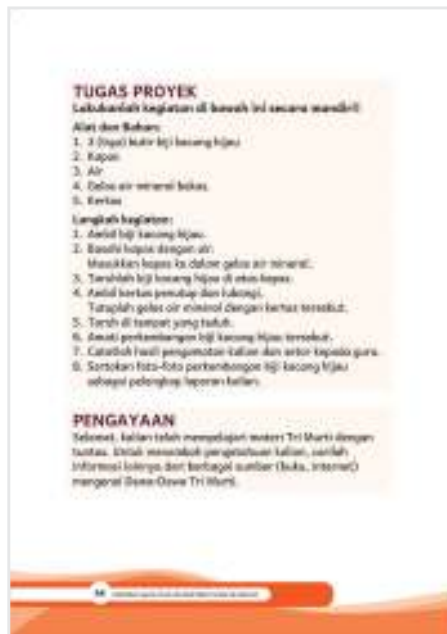 TUGAS PROYEK
Lakukanlah kegiatan di bawah ini secara mandiri!
Alat dan Bahan:
1. 3 (tiga) butir biji kacang hijau
2. Kapas
3. Air
4. Gelas air mineral bekas.
5. Kertas
Langkah kegiatan:
1. Ambil biji kacang hijau.
2. Basahi kapas dengan air.
Masukkan kapas ke dalam gelas air mineral.
3. Taruhlah biji kacang hijau di atas kapas.
4. Ambil kertas penutup dan lubangi.
Tutuplah gelas air mineral dengan kertas tersebut.
5. Taruh di tempat yang teduh.
6. Amati perkembangan biji kacang hijau tersebut.
7. Catatlah hasil pengamatan kalian dan setor kepada guru.
8. Sertakan foto-foto perkembangan biji kacang hijau
sebagai pelengkap laporan kalian.
PENGAYAAN
Selamat, kalian telah mempelajari materi Tri Murti dengan
tuntas. Untuk menambah pengetahuan kalian, carilah
informasi lainnya dari berbagai sumber (buku, internet)
mengenai Dewa-Dewa Tri Murti.